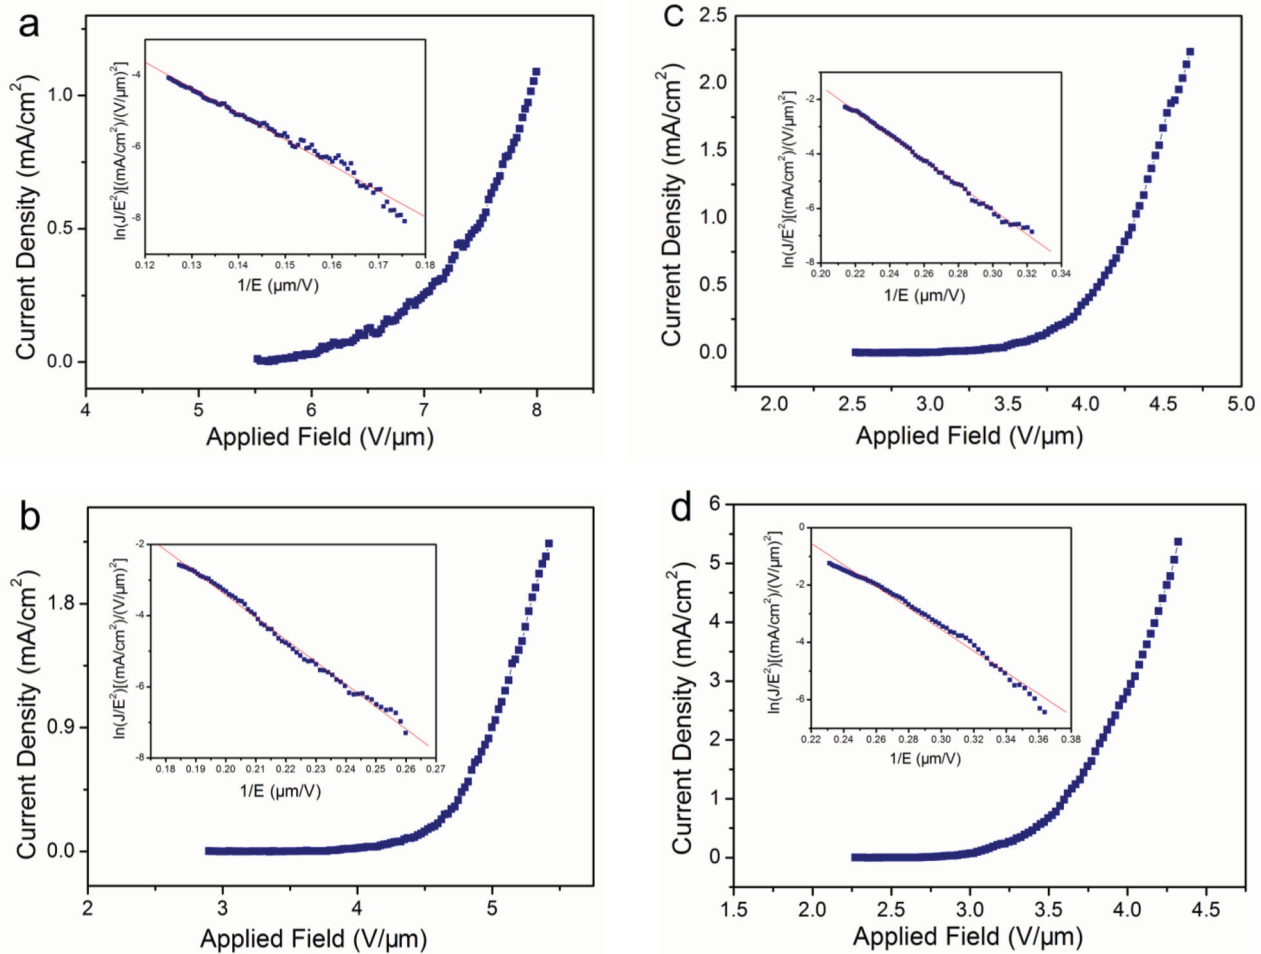 a
Current Density (mA/cm²)
1.0
0.5
0.0
4 5 6 7 8
Applied Field (V/µm)
ln(J/E²)[(mA/cm²)/(V/µm)²]
-4
-6
-8
0.12 0.13 0.14 0.15 0.16 0.17 0.18
1/E (µm/V)
c
Current Density (mA/cm²)
2.5
2.0
1.5
1.0
0.5
0.0
2.0 2.5 3.0 3.5 4.0 4.5 5.0
Applied Field (V/µm)
ln(J/E²)[(mA/cm²)/(V/µm)²]
-2
-4
-6
-8
0.20 0.22 0.24 0.26 0.28 0.30 0.32 0.34
1/E (µm/V)
b
Current Density (mA/cm²)
1.8
0.9
0.0
2 3 4 5
Applied Field (V/µm)
ln(J/E²)[(mA/cm²)/(V/µm)²]
-2
-4
-6
-8
0.18 0.19 0.20 0.21 0.22 0.23 0.24 0.25 0.26 0.27
1/E (µm/V)
d
Current Density (mA/cm²)
6
5
4
3
2
1
0
1.5 2.0 2.5 3.0 3.5 4.0 4.5
Applied Field (V/µm)
ln(J/E²)[(mA/cm²)/(V/µm)²]
0
-2
-4
-6
0.22 0.24 0.26 0.28 0.30 0.32 0.34 0.36 0.38
1/E (µm/V)